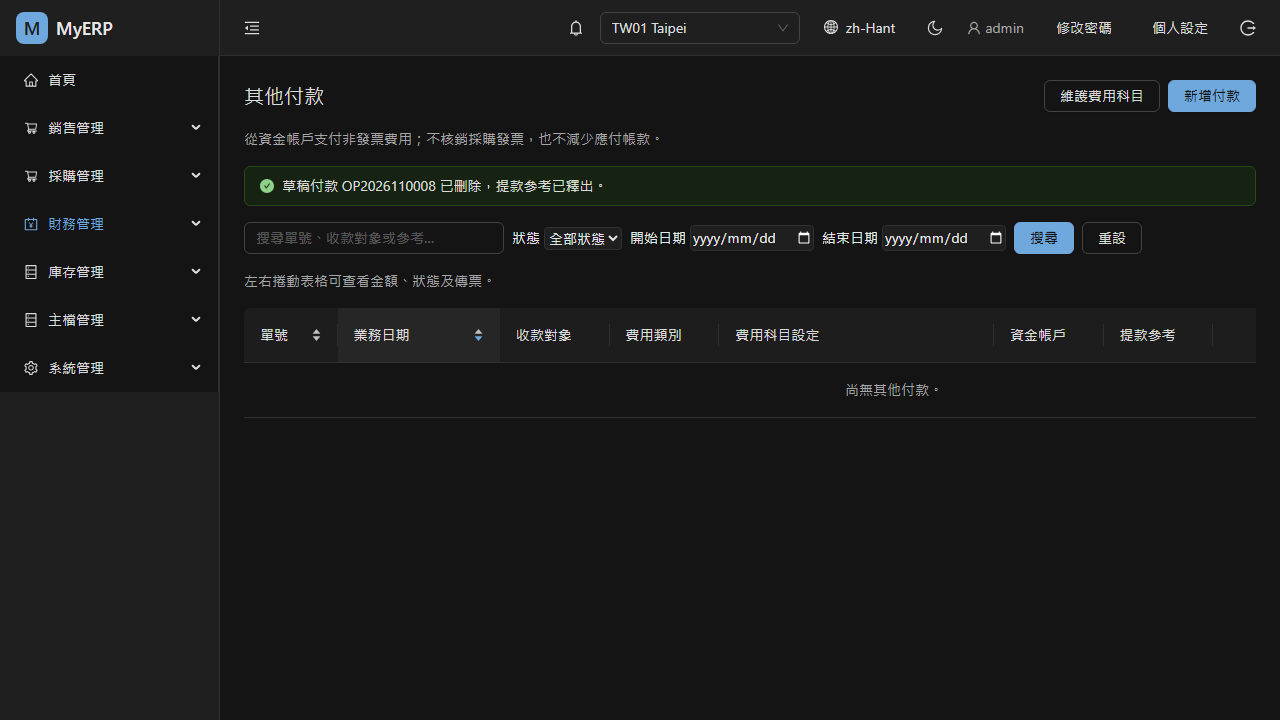 M MyERP
TW01 Taipei
zh-Hant
admin
修改密碼
個人設定
首頁
銷售管理
採購管理
財務管理
庫存管理
主檔管理
系統管理
其他付款
維護費用科目
新增付款
從資金帳戶支付非發票費用；不核銷採購發票，也不減少應付帳款。
草稿付款 OP2026110008 已刪除，提款參考已釋出。
搜尋單號、收款對象或參考...
狀態 全部狀態 開始日期 yyyy/mm/dd 結束日期 yyyy/mm/dd 搜尋 重設
左右捲動表格可查看金額、狀態及傳票。
單號 業務日期 收款對象 費用類別 費用科目設定 資金帳戶 提款參考
尚無其他付款。